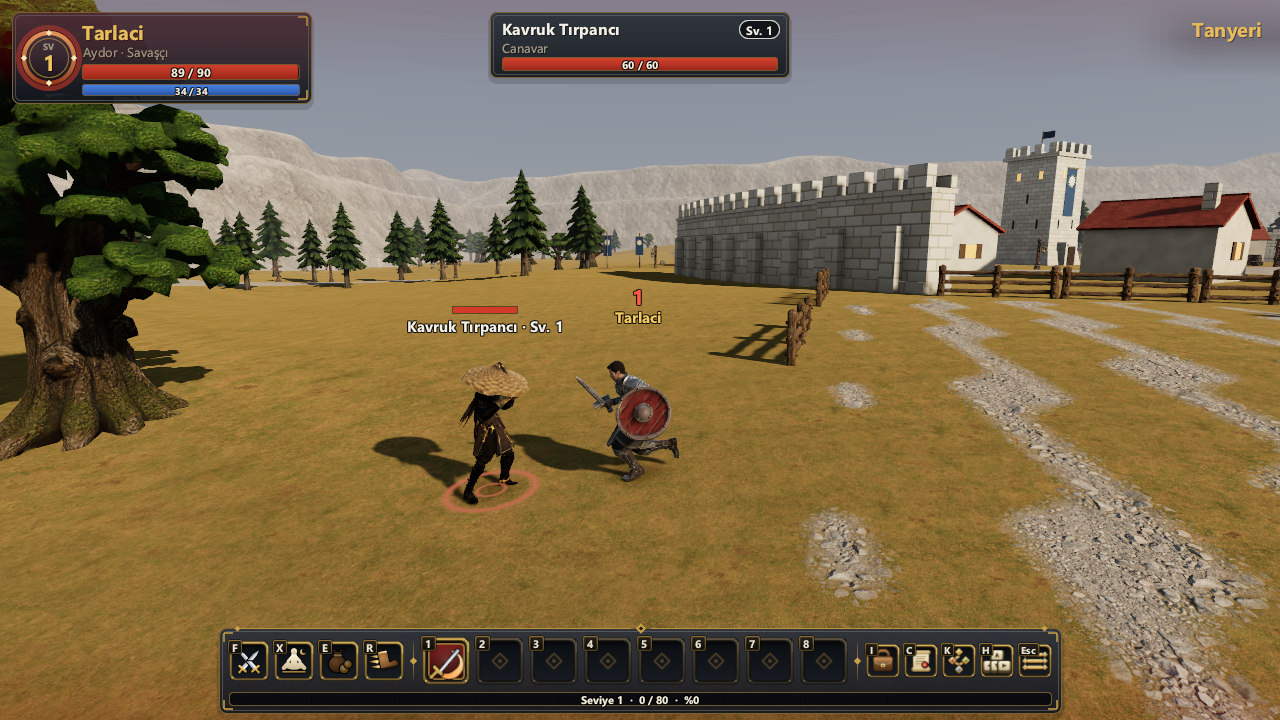 Tarlaci
SV
1
Aydor · Savaşçı
89 / 90
34 / 34
Kavruk Tırpancı
Sv. 1
Canavar
60 / 60
Tanyeri
1
Tarlaci
Kavruk Tırpancı · Sv. 1
F
X
E
R
1
2
3
4
5
6
7
8
I
C
K
H
Esc
A
Seviye 1 · 0 / 80 · %0